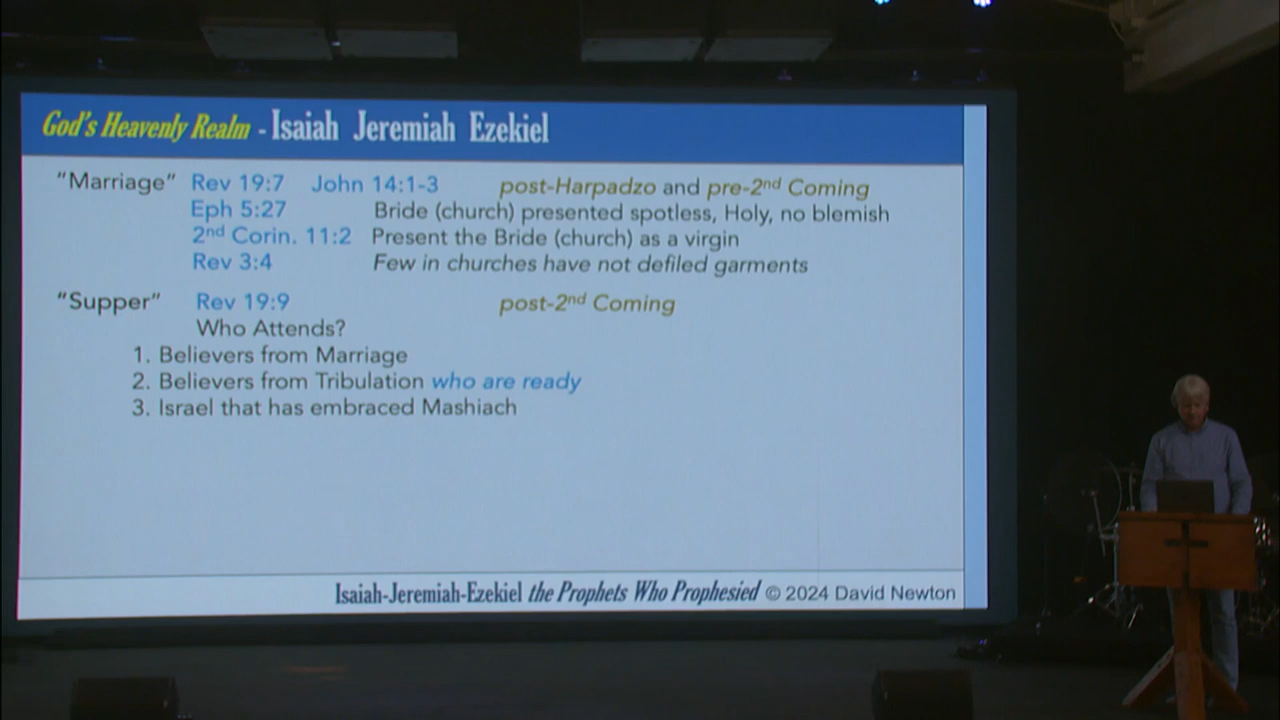 God's Heavenly Realm - Isaiah Jeremiah Ezekiel
“Marriage” Rev 19:7 John 14:1-3 post-Harpadzo and pre-2nd Coming
Eph 5:27 Bride (church) presented spotless, Holy, no blemish
2nd Corin. 11:2 Present the Bride (church) as a virgin
Rev 3:4 Few in churches have not defiled garments
“Supper” Rev 19:9 post-2nd Coming
Who Attends?
1. Believers from Marriage
2. Believers from Tribulation who are ready
3. Israel that has embraced Mashiach
Isaiah-Jeremiah-Ezekiel the Prophets Who Prophesied © 2024 David Newton